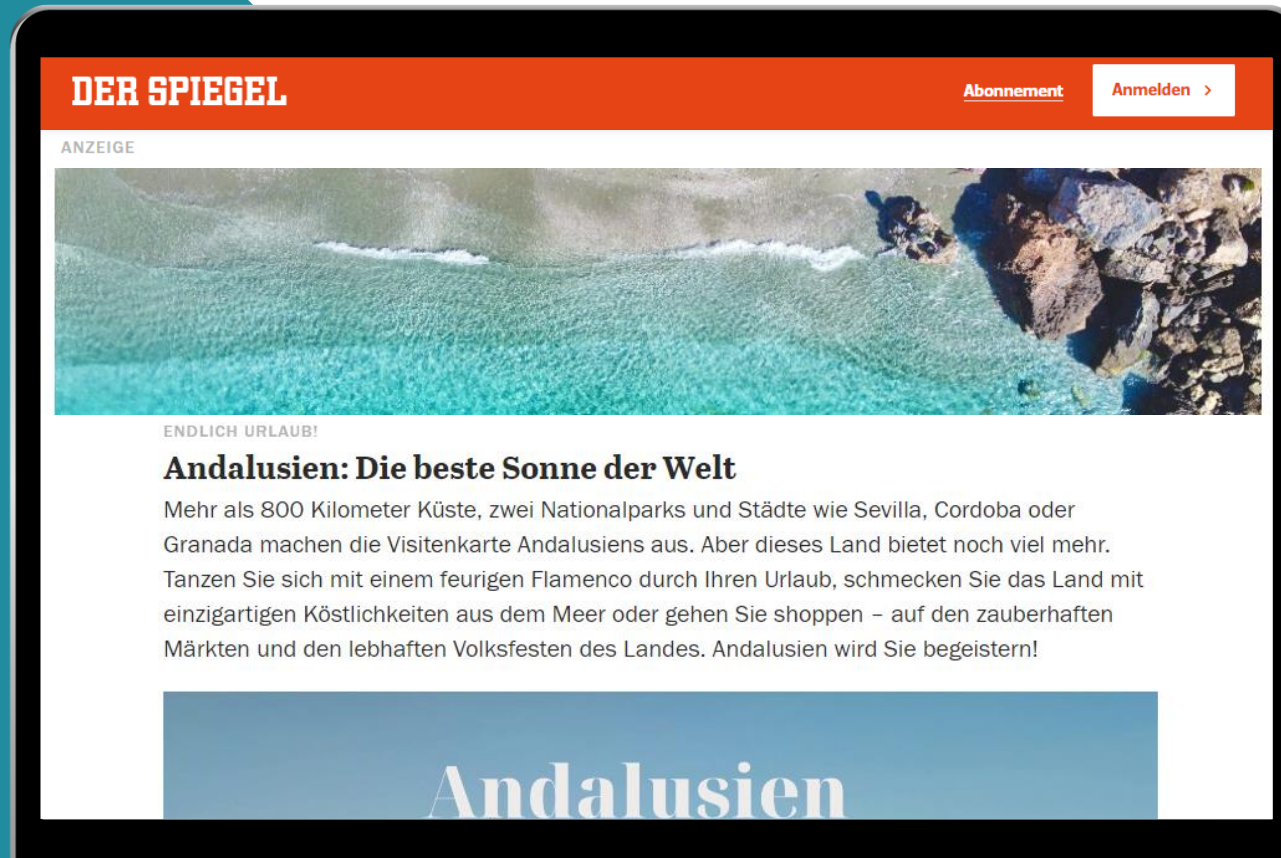 DER SPIEGEL
Abonnement
Anmelden
ANZEIGE
ENDLICH URLAUB!
Andalusien: Die beste Sonne der Welt
Mehr als 800 Kilometer Küste, zwei Nationalparks und Städte wie Sevilla, Cordoba oder
Granada machen die Visitenkarte Andalusiens aus. Aber dieses Land bietet noch viel mehr.
Tanzen Sie sich mit einem feurigen Flamenco durch Ihren Urlaub, schmecken Sie das Land mit
einzigartigen Köstlichkeiten aus dem Meer oder gehen Sie shoppen – auf den zauberhaften
Märkten und den lebhaften Volksfesten des Landes. Andalusien wird Sie begeistern!
Andalusien